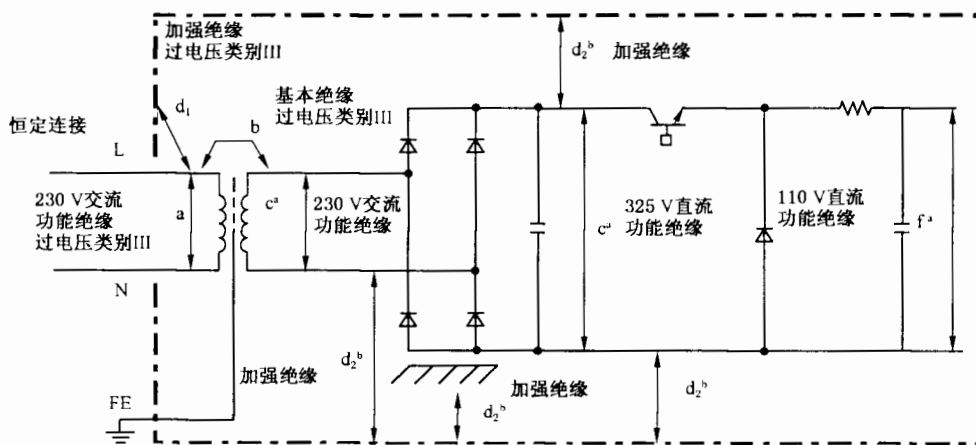 加强绝缘
过电压类别III
d₂ᵇ
加强绝缘
d₁
基本绝缘
过电压类别III
b
恒定连接
L
230 V交流
功能绝缘
过电压类别III
a
cᵃ
230 V交流
功能绝缘
cᵃ
325 V直流
功能绝缘
110 V直流
功能绝缘
fᵃ
N
d₂ᵇ
加强绝缘
加强绝缘
d₂ᵇ
d₂ᵇ
FE